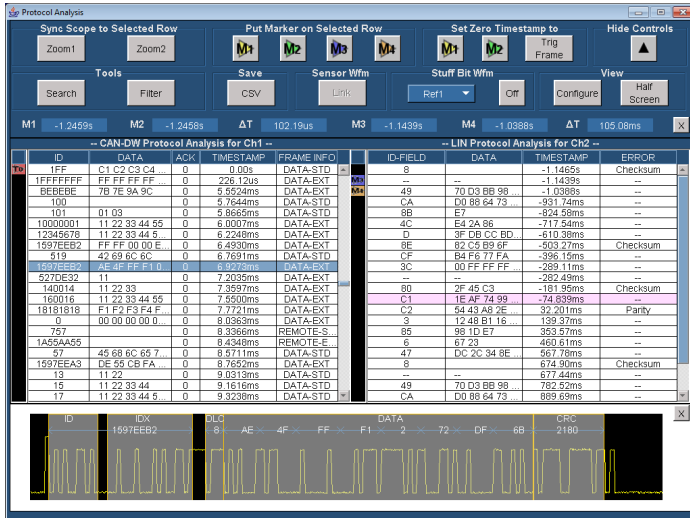 Protocol Analysis
Sync Scope to Selected Row
Put Marker on Selected Row
Set Zero Timestamp to
Hide Controls
Zoom1 Zoom2 M1 M2 M3 M4 M1 M2 Trig Frame
Tools Save Sensor Wfm Stuff Bit Wfm View
Search Filter CSV Link Ref1 Off Configure Half Screen
M1 -1.2459s M2 -1.2458s ΔT 102.19us M3 -1.1439s M4 -1.0388s ΔT 105.08ms X
-- CAN-DW Protocol Analysis for Ch1 --
ID DATA ACK TIMESTAMP FRAME INFO
To 1FF C1 C2 C3 C4 ... 0 0.00s DATA-STD
1FFFFFFF FF FF FF FF ... 0 226.12us DATA-EXT
BEBEBE 7B 7E 9A 9C 0 5.5524ms DATA-EXT
100 0 5.7644ms DATA-STD
101 01 03 0 5.8665ms DATA-STD
10000001 11 22 33 44 55 0 6.0007ms DATA-EXT
12345678 11 22 33 44 5... 0 6.2248ms DATA-EXT
1597EEB2 FF FF 00 00 E... 0 6.4930ms DATA-EXT
519 42 69 6C 6C 0 6.7691ms DATA-STD
1597EEB2 AE 4F FF F1 0... 0 6.9273ms DATA-EXT
527DE32 11 0 7.2035ms DATA-EXT
140014 11 22 33 0 7.3597ms DATA-EXT
160016 11 22 33 44 55 0 7.5500ms DATA-EXT
18181818 F1 F2 F3 F4 F... 0 7.7721ms DATA-EXT
0 00 00 00 00 0... 0 8.0363ms DATA-EXT
757 0 8.3366ms REMOTE-S...
1A55AA55 0 8.4348ms REMOTE-E...
57 45 68 6C 65 7... 0 8.5711ms DATA-STD
1597EEA3 DE 55 CB FA ... 0 8.7652ms DATA-EXT
13 11 22 0 9.0313ms DATA-STD
15 11 22 33 44 0 9.1616ms DATA-STD
17 11 22 33 44 5... 0 9.3238ms DATA-STD
-- LIN Protocol Analysis for Ch2 --
ID-FIELD DATA TIMESTAMP ERROR
8 -1.1465s Checksum
M3 -- -- -1.1439s --
M4 49 70 D3 BB 98 ... -1.0388s --
CA D0 88 64 73 ... -931.74ms --
8B E7 -824.58ms --
4C E4 2A 86 -717.54ms --
D 3F DB CC BD... -610.38ms --
8E 82 C5 B9 6F -503.27ms Checksum
CF B4 F6 77 FA -396.15ms --
3C 00 FF FF FF ... -289.11ms --
-- -- -282.49ms --
80 2F 45 C3 -181.95ms Checksum
C1 1E AF 74 99 ... -74.839ms --
C2 54 43 A8 2E ... 32.201ms Parity
3 12 48 B1 16 ... 139.37ms --
85 98 1D E7 353.57ms --
6 67 23 460.61ms --
47 DC 2C 34 8E ... 567.78ms --
8 674.90ms Checksum
-- -- 677.44ms --
49 70 D3 BB 98 ... 782.52ms --
CA D0 88 64 73 ... 889.69ms --
ID IDX DLC DATA CRC X
1597EEB2 8 AE 4F FF F1 2 72 DF 6B 2180